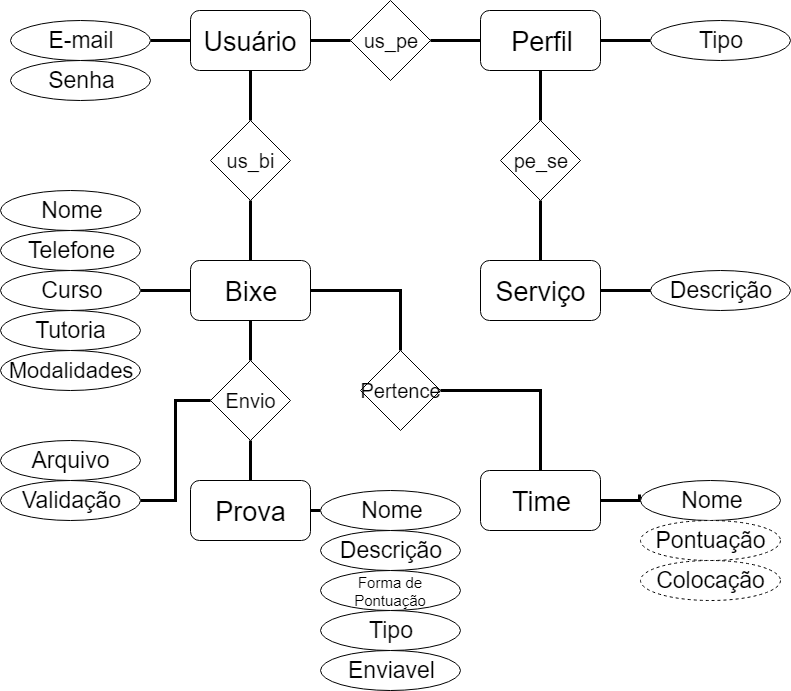 E-mail
Senha
Usuário
us_pe
Perfil
Tipo
us_bi
pe_se
Nome
Telefone
Curso
Tutoria
Modalidades
Bixe
Serviço
Descrição
Envio
Pertence
Arquivo
Validação
Prova
Nome
Descrição
Forma de
Pontuação
Tipo
Enviavel
Time
Nome
Pontuação
Colocação